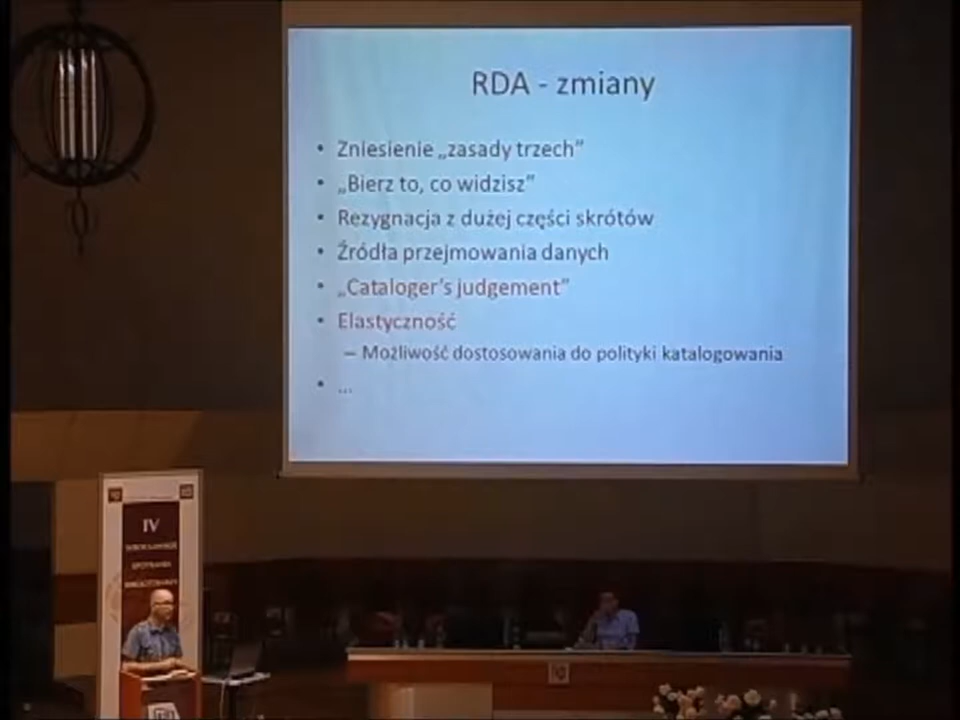 RDA - zmiany
• Zniesienie „zasady trzech”
• „Bierz to, co widzisz”
• Rezygnacja z dużej części skrótów
• Źródła przejmowania danych
• „Cataloger's judgement”
• Elastyczność
– Możliwość dostosowania do polityki katalogowania
• ...
IV